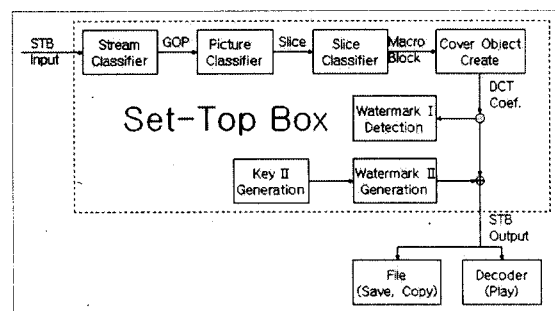 STB
Input
Stream
Classifier
GOP
Picture
Classifier
Slice
Slice
Classifier
Macro
Block
Cover Object
Create
DCT
Coef.
Set-Top Box
Watermark I
Detection
Key II
Generation
Watermark II
Generation
STB
Output
File
(Save, Copy)
Decoder
(Play)